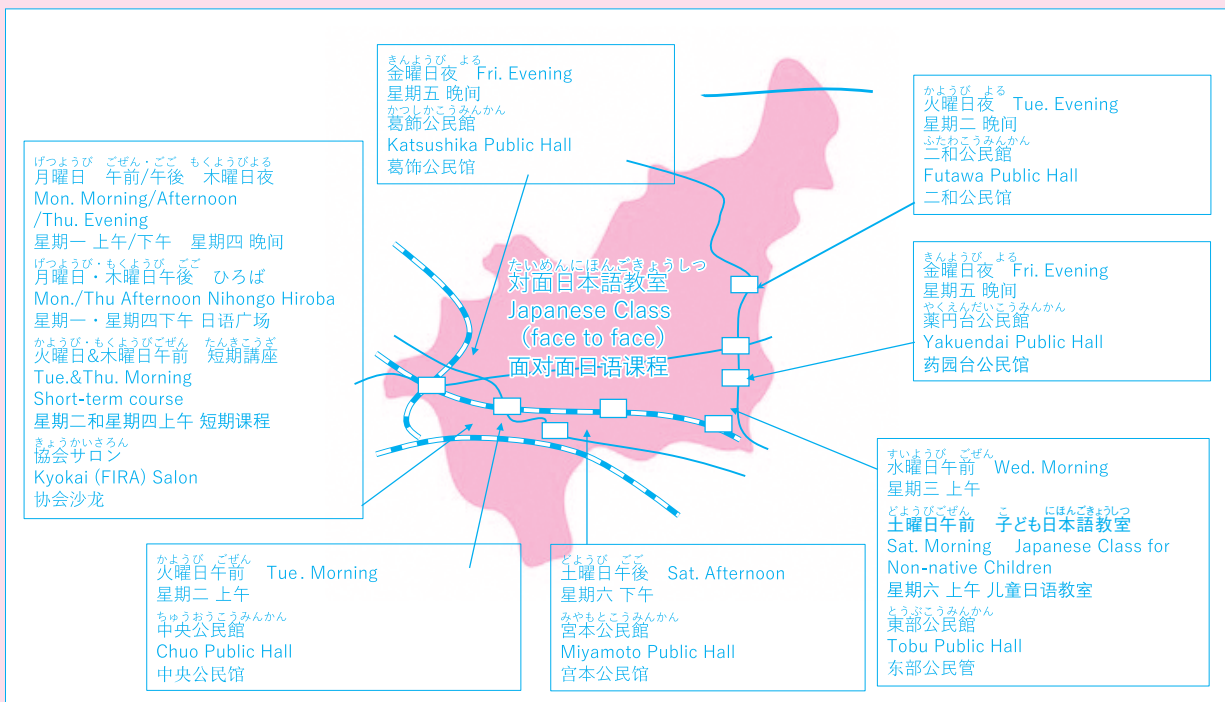 きんようび よる
金曜日夜 Fri. Evening
星期五 晚间
かつしかこうみんかん
葛飾公民館
Katsushika Public Hall
葛饰公民馆
かようび よる
火曜日夜 Tue. Evening
星期二 晚间
ふたわこうみんかん
二和公民館
Futawa Public Hall
二和公民馆
げつようび ごぜん・ごご もくようびよる
月曜日 午前/午後 木曜日夜
Mon. Morning/Afternoon
/Thu. Evening
星期一 上午/下午 星期四 晚间
げつようび・もくようびごご ごご
月曜日・木曜日午後 ひろば
Mon./Thu Afternoon Nihongo Hiroba
星期一・星期四下午 日语广场
かようび・もくようびごぜん たんきこうざ
火曜日&木曜日午前 短期講座
Tue.&Thu. Morning
Short-term course
星期二和星期四上午 短期课程
きょうかいさろん
協会サロン
Kyokai (FIRA) Salon
协会沙龙
たいめんにほんごきょうしつ
対面日本語教室
Japanese Class
(face to face)
面对面日语课程
きんようび よる
金曜日夜 Fri. Evening
星期五 晚间
やくえんだいこうみんかん
薬円台公民館
Yakuendai Public Hall
药园台公民馆
かようび ごぜん
火曜日午前 Tue. Morning
星期二 上午
ちゅうおうこうみんかん
中央公民館
Chuo Public Hall
中央公民馆
どようび ごご
土曜日午後 Sat. Afternoon
星期六 下午
みやもとこうみんかん
宮本公民館
Miyamoto Public Hall
宫本公民馆
すいようび ごぜん
水曜日午前 Wed. Morning
星期三 上午
どようびごぜん こ にほんごきょうしつ
土曜日午前 子ども日本語教室
Sat. Morning Japanese Class for
Non-native Children
星期六 上午 儿童日语教室
とうぶこうみんかん
東部公民館
Tobu Public Hall
东部公民管